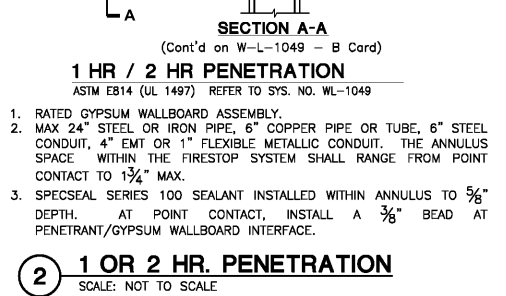 A
SECTION A-A
(Cont'd on W-L-1049 - B Card)
1 HR / 2 HR PENETRATION
ASTM E814 (UL 1497) REFER TO SYS. NO. WL-1049
1. RATED GYPSUM WALLBOARD ASSEMBLY.
2. MAX 24" STEEL OR IRON PIPE, 6" COPPER PIPE OR TUBE, 6" STEEL
CONDUIT, 4" EMT OR 1" FLEXIBLE METALLIC CONDUIT. THE ANNULUS
SPACE WITHIN THE FIRESTOP SYSTEM SHALL RANGE FROM POINT
CONTACT TO 1 3/4" MAX.
3. SPECSEAL SERIES 100 SEALANT INSTALLED WITHIN ANNULUS TO 5/8"
DEPTH. AT POINT CONTACT, INSTALL A 3/8" BEAD AT
PENETRANT/GYPSUM WALLBOARD INTERFACE.
2 1 OR 2 HR. PENETRATION
SCALE: NOT TO SCALE